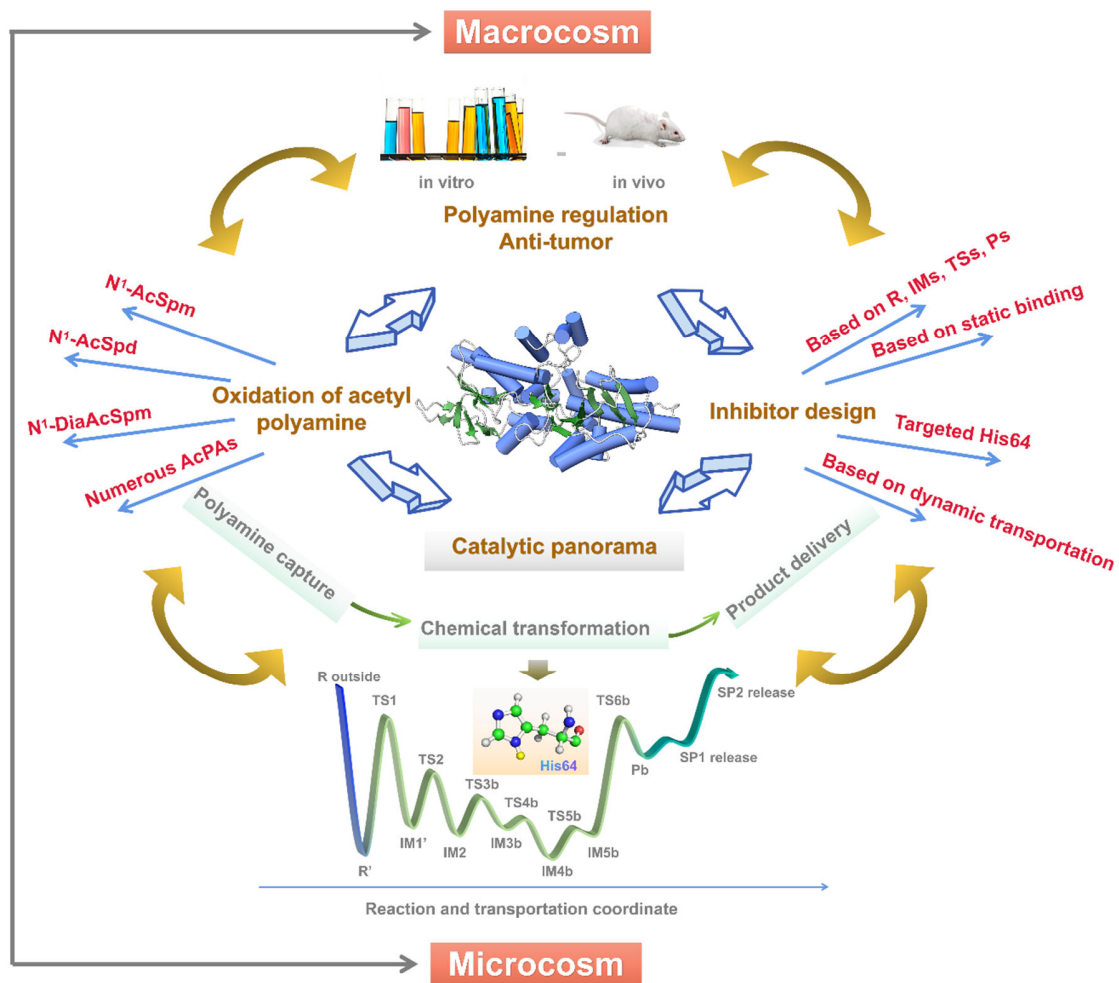 Macrocosm
in vitro
in vivo
Polyamine regulation
Anti-tumor
N¹-AcSpm
N¹-AcSpd
N¹-DiaAcSpm
Numerous AcPAs
Oxidation of acetyl
polyamine
Inhibitor design
Based on R, IMs, TSs, Ps
Based on static binding
Targeted His64
Based on dynamic transportation
Catalytic panorama
Polyamine capture
Chemical transformation
Product delivery
R outside
TS1
TS2
TS3b
TS4b
TS5b
TS6b
His64
SP2 release
SP1 release
Pb
R’
IM1’
IM2
IM3b
IM4b
IM5b
Reaction and transportation coordinate
Microcosm